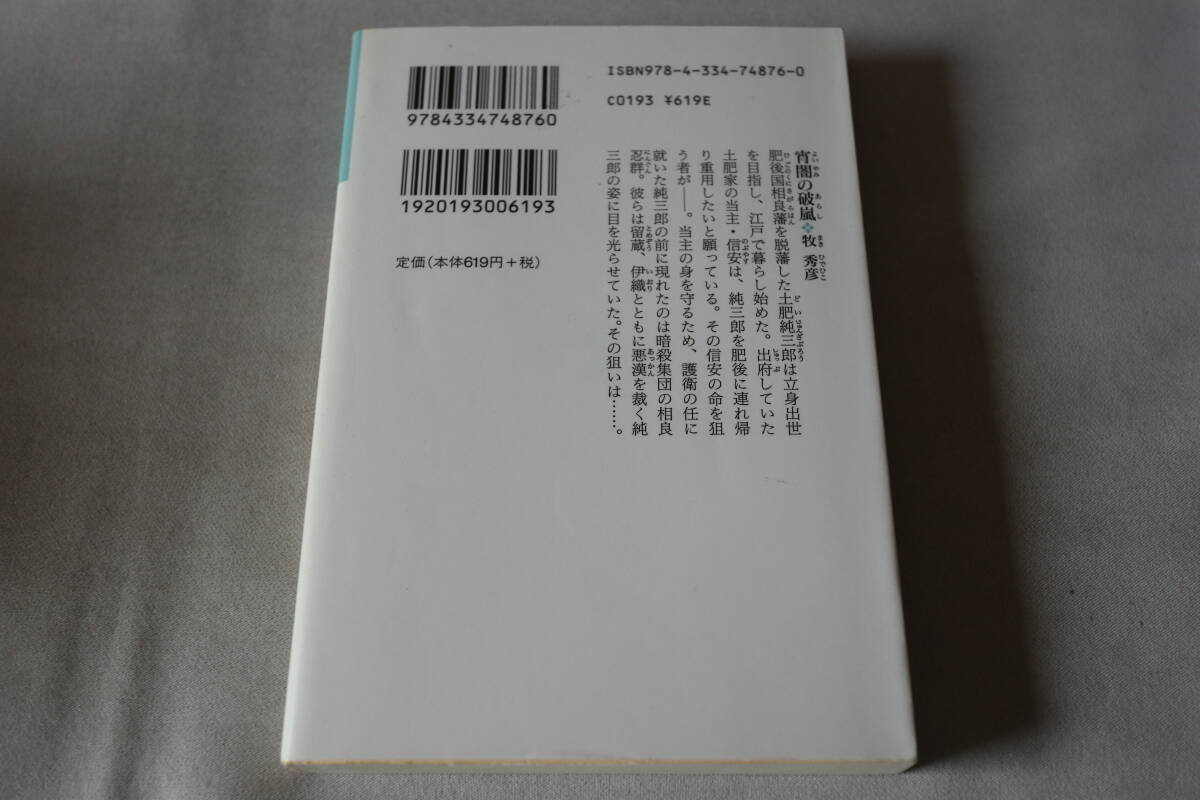 ISBN978-4-334-74876-0
C0193 ¥619E
9784334748760
1920193006193
定価(本体619円+税)
宵闇の破嵐❖牧 秀彦
肥後国相良藩を脱藩した土肥純三郎は立身出世
を目指し、江戸で暮らし始めた。出府していた
土肥家の当主・信安は、純三郎を肥後に連れ帰
り重用したいと願っている。その信安の命を狙
う者が――。当主の身を守るため、護衛の任に
就いた純三郎の前に現れたのは暗殺集団の相良
忍群。彼らは留蔵、伊織とともに悪漢を裁く純
三郎の姿に目を光らせていた。その狙いは……。